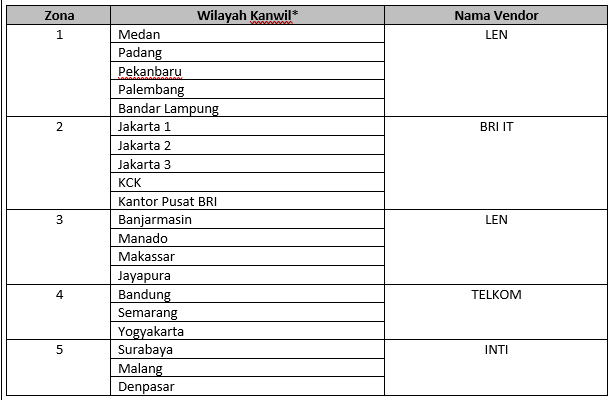 Zona Wilayah Kanwil* Nama Vendor
1 Medan LEN
Padang
Pekanbaru
Palembang
Bandar Lampung
2 Jakarta 1 BRI IT
Jakarta 2
Jakarta 3
KCK
Kantor Pusat BRI
3 Banjarmasin LEN
Manado
Makassar
Jayapura
4 Bandung TELKOM
Semarang
Yogyakarta
5 Surabaya INTI
Malang
Denpasar